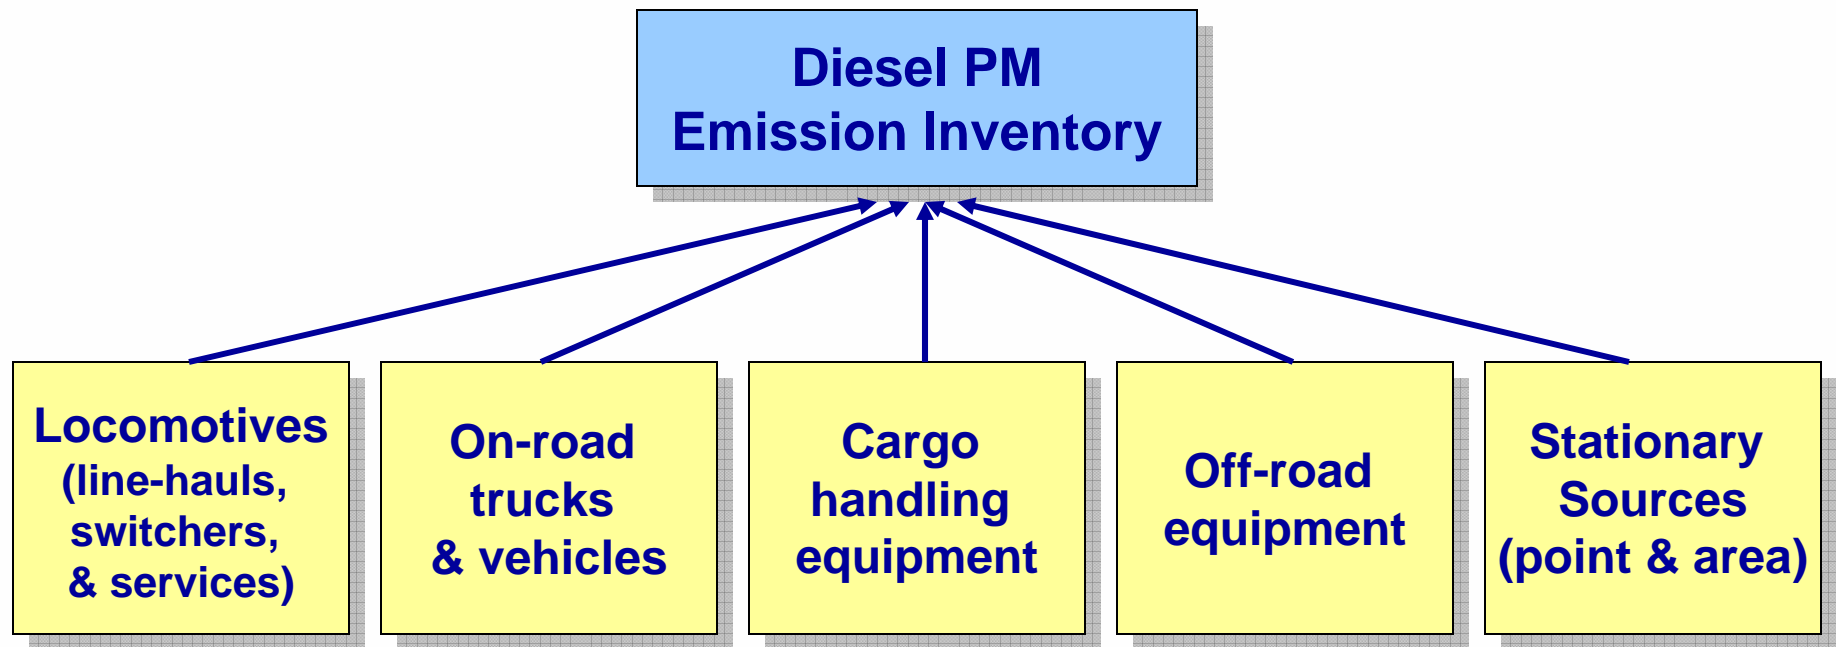 Diesel PM
Emission Inventory
Locomotives
(line-hauls,
switchers,
& services)
On-road
trucks
& vehicles
Cargo
handling
equipment
Off-road
equipment
Stationary
Sources
(point & area)